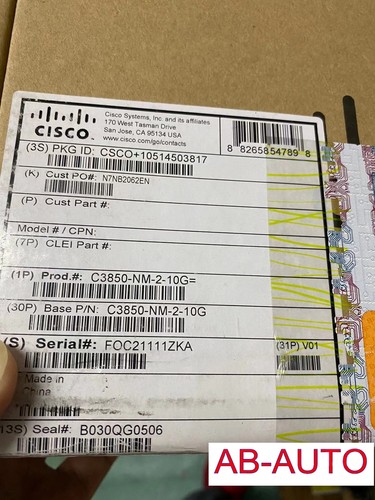 CISCO
Cisco Systems, Inc. and its affiliates
170 West Tasman Drive
San Jose, CA 95134 USA
www.cisco.com/go/contacts
8 82658 54789 8
(3S) PKG ID: CSCO+10514503817
(K) Cust PO#: N7NB2062EN
(P) Cust Part#:
Model # / CPN:
(7P) CLEI Part#:
(1P) Prod.#: C3850-NM-2-10G=
(30P) Base P/N: C3850-NM-2-10G
(S) Serial#: FOC21111ZKA
(31P) V01
Made in
China
13S) Seal#: B030QG0506
AB-AUTO